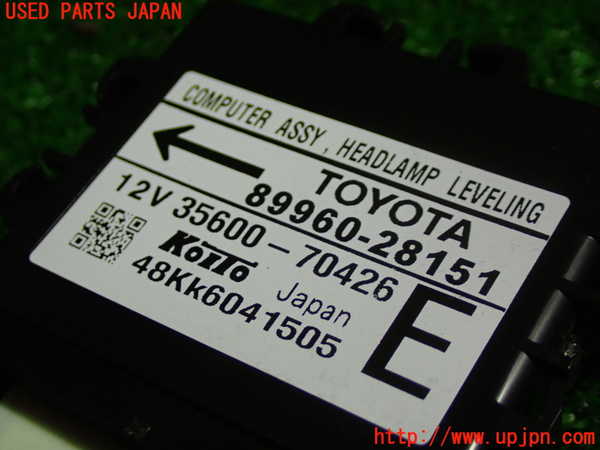 USED PARTS JAPAN
COMPUTER ASSY, HEADLAMP LEVELING
TOYOTA
89960-28151
12V 35600-70426
KOITO Japan
48KK6041505
E
http://www.upjpn.com/